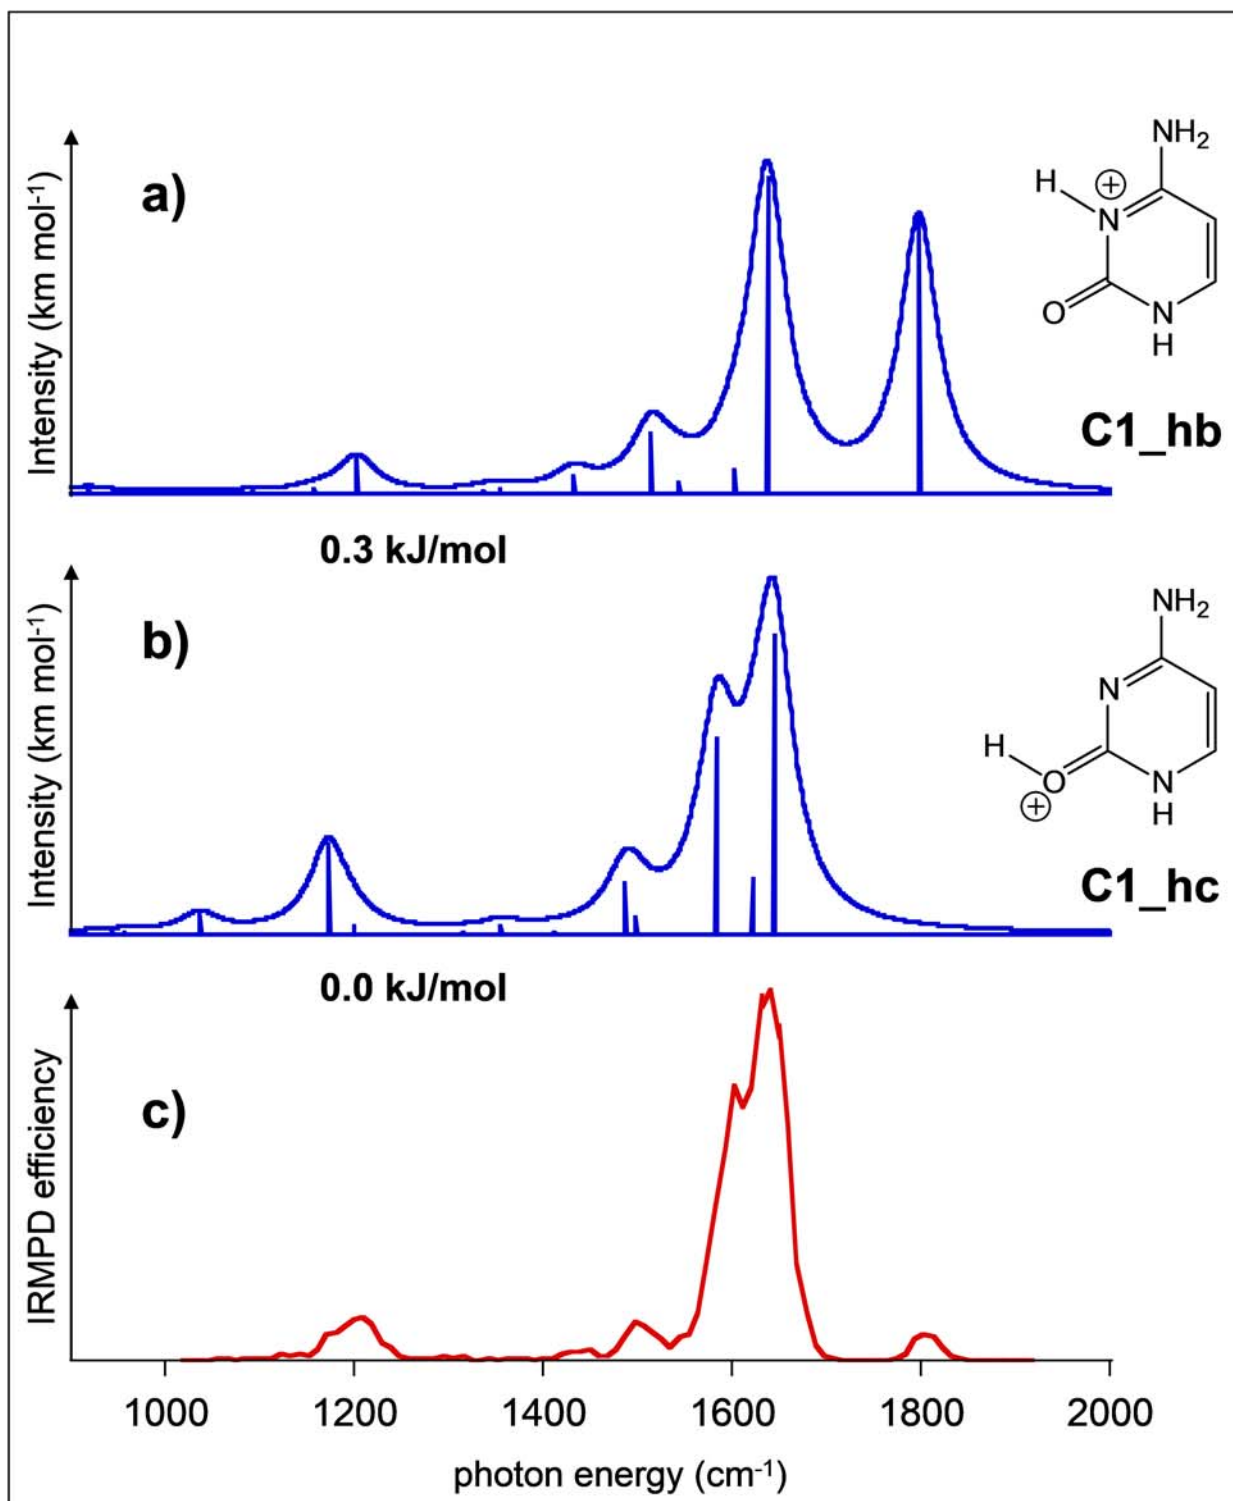 a)
Intensity (km mol⁻¹)
NH₂
H
⊕
N
O
N
H
C1_hb
0.3 kJ/mol
b)
Intensity (km mol⁻¹)
NH₂
N
H
O
⊕
N
H
C1_hc
0.0 kJ/mol
c)
IRMPD efficiency
1000 1200 1400 1600 1800 2000
photon energy (cm⁻¹)